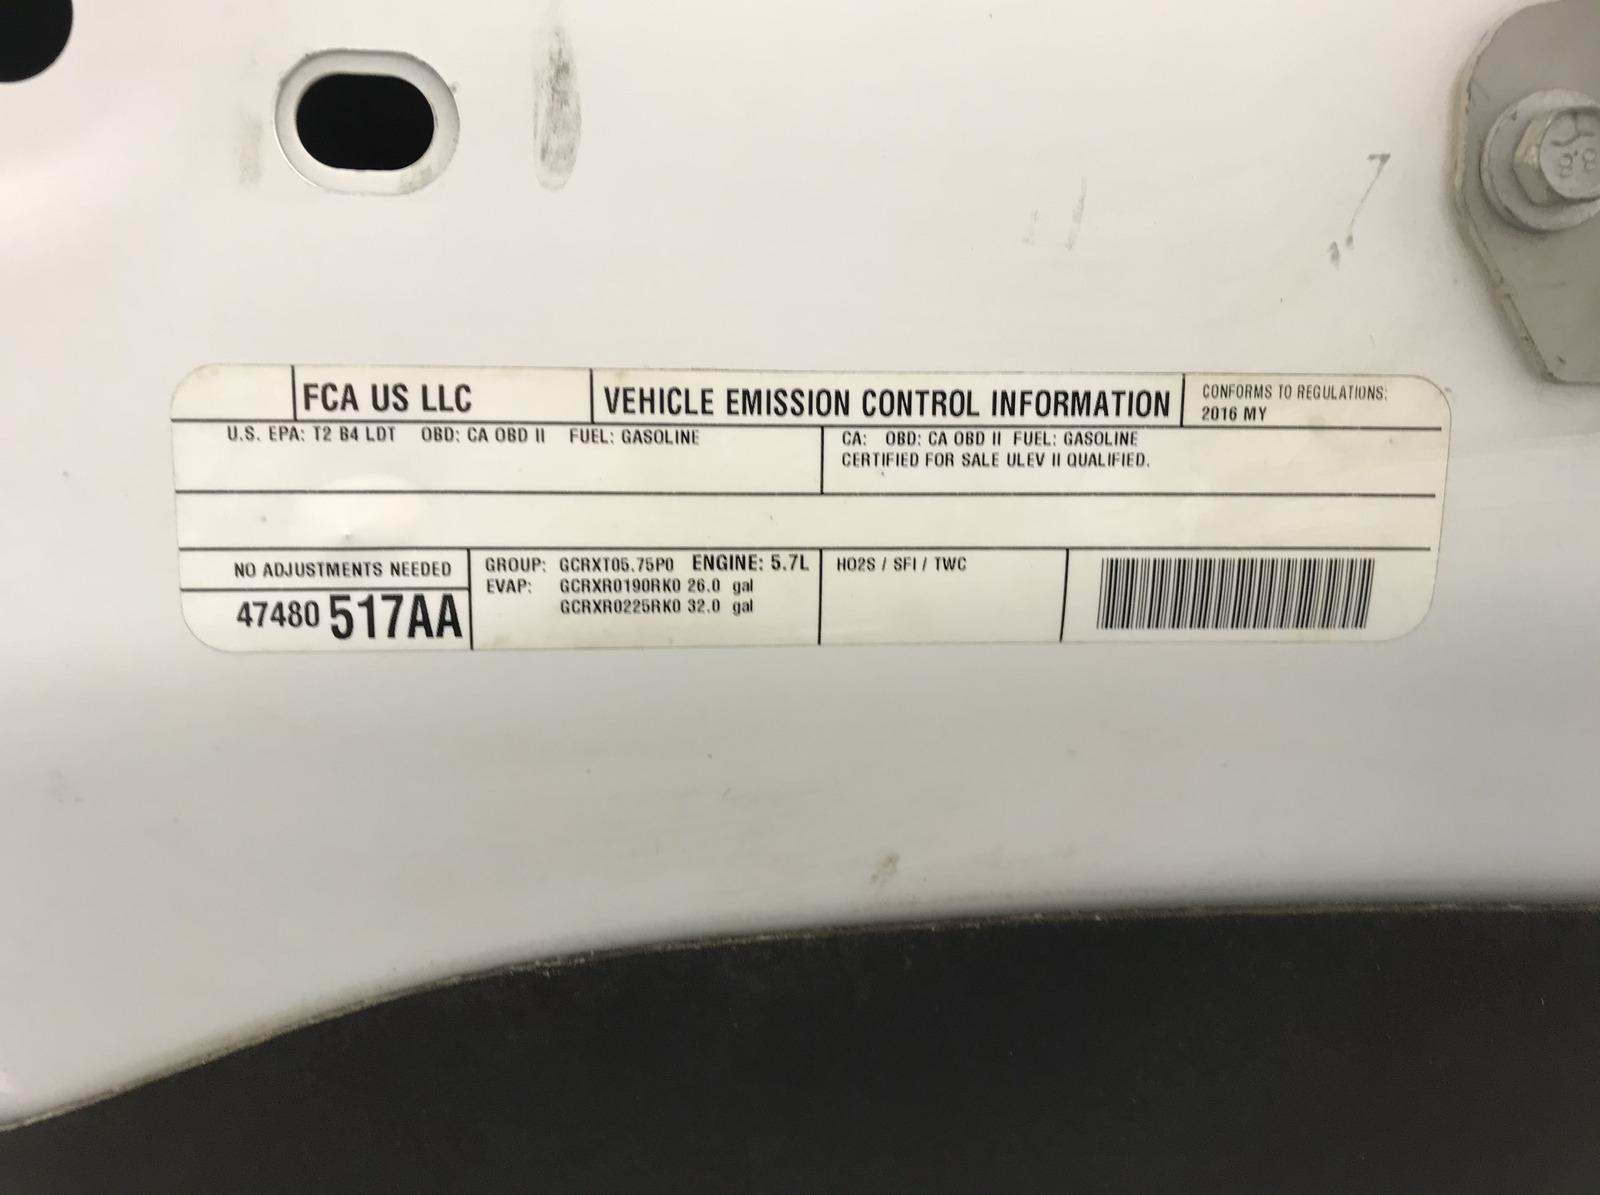 FCA US LLC
VEHICLE EMISSION CONTROL INFORMATION
CONFORMS TO REGULATIONS:
2016 MY
U.S. EPA: T2 B4 LDT OBD: CA OBD II FUEL: GASOLINE
CA: OBD: CA OBD II FUEL: GASOLINE
CERTIFIED FOR SALE ULEV II QUALIFIED.
NO ADJUSTMENTS NEEDED
47480 517AA
GROUP: GCRXT05.75P0 ENGINE: 5.7L
EVAP: GCRXR0190RK0 26.0 gal
GCRXR0225RK0 32.0 gal
HO2S / SFI / TWC
8.8